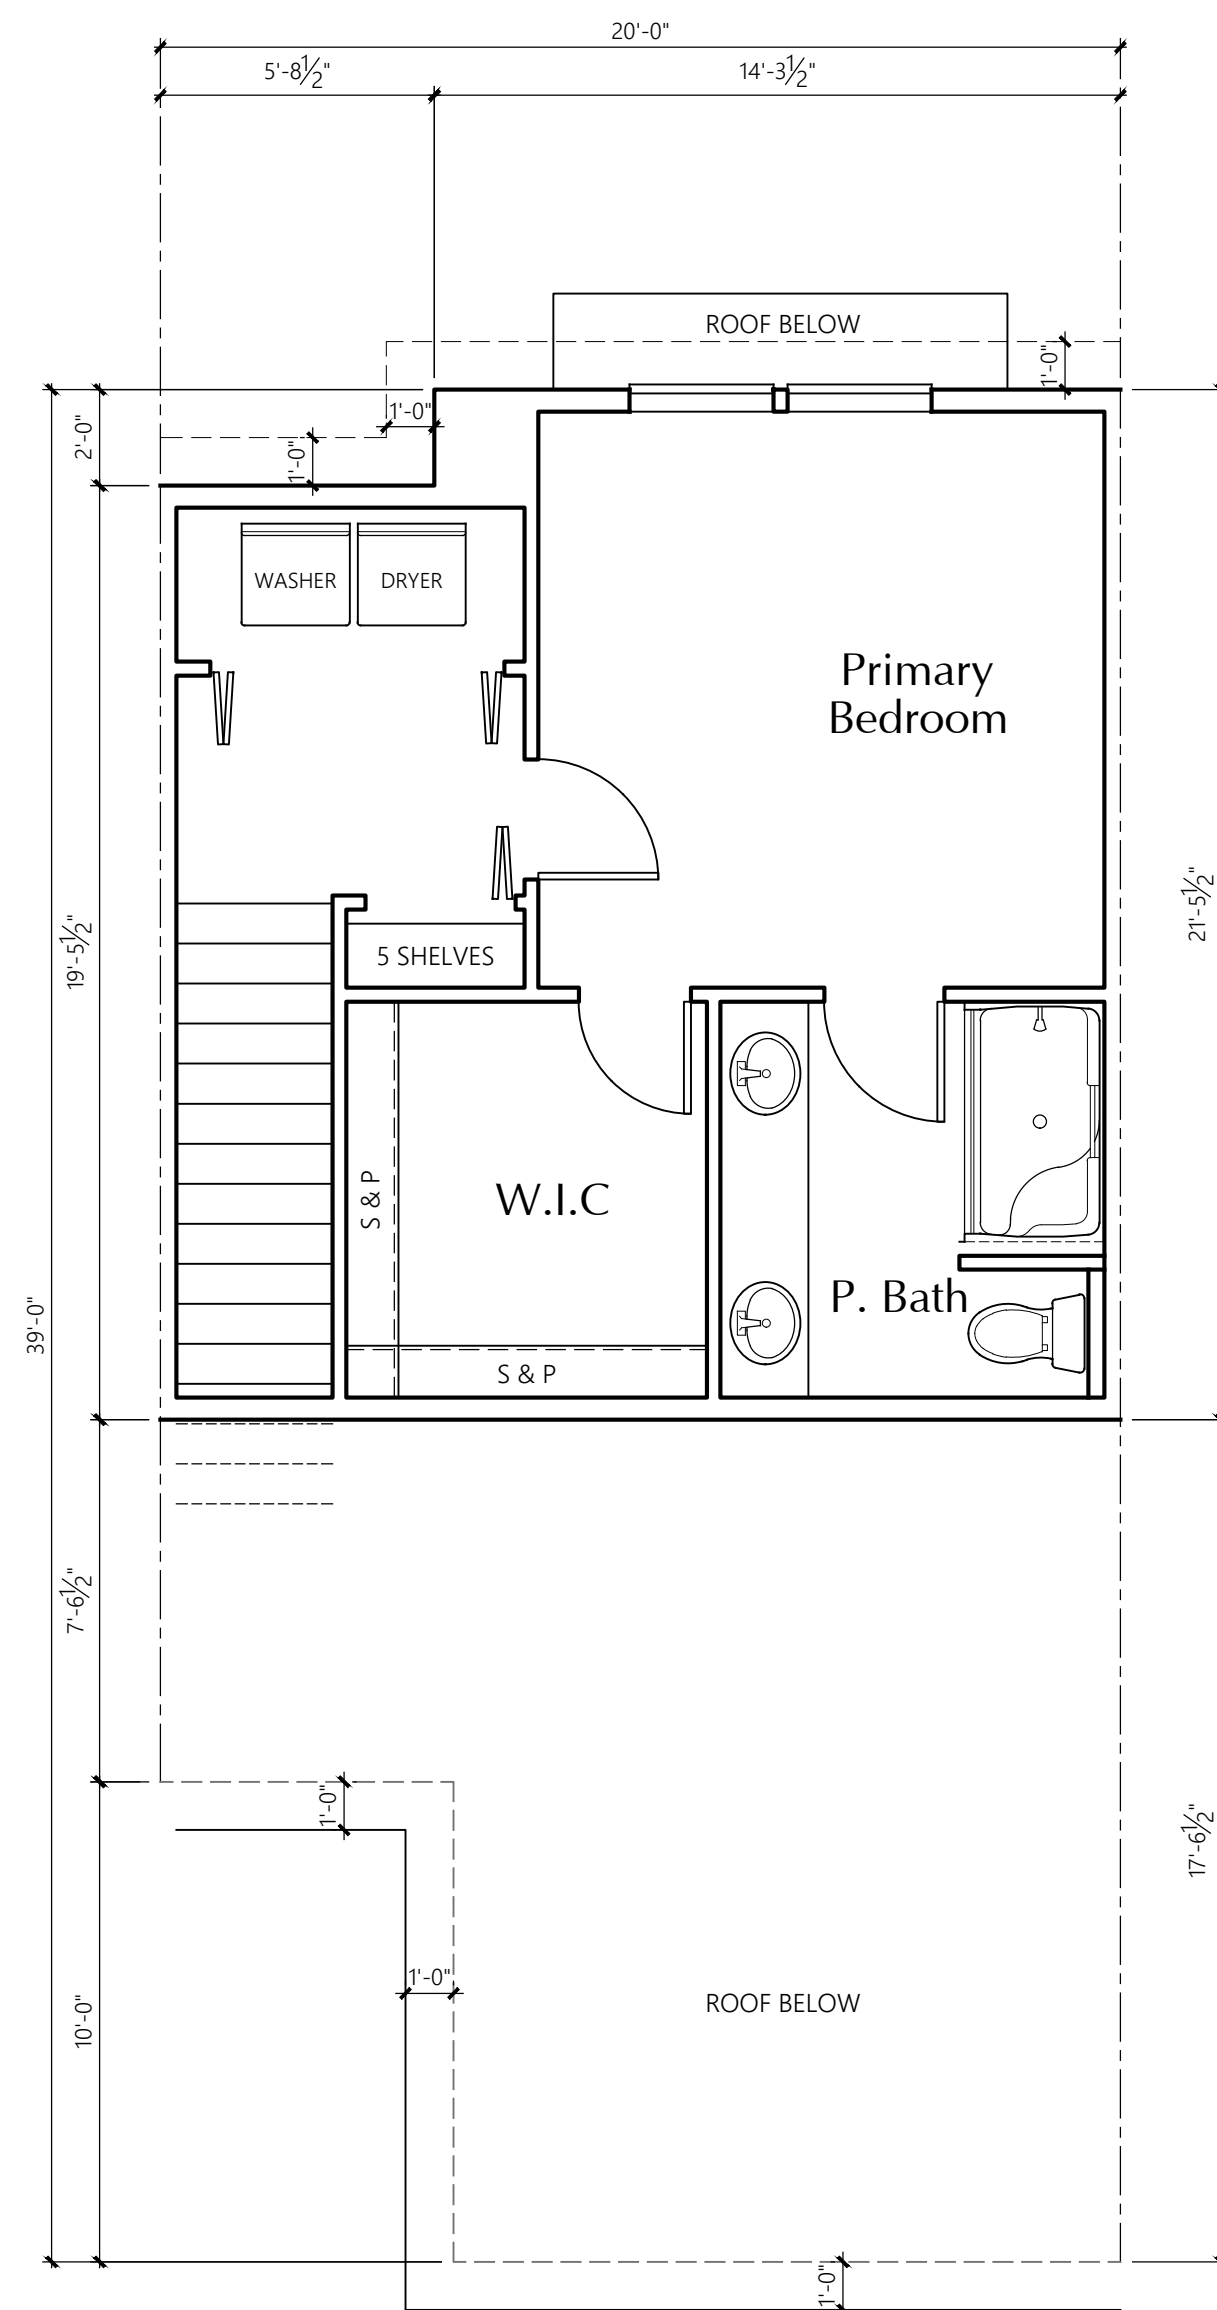 20'-0"
5'-8½"
14'-3½"
ROOF BELOW
1'-0"
1'-0"
2'-0"
1'-0"
WASHER
DRYER
Primary
Bedroom
21'-5½"
19'-5½"
5 SHELVES
S & P
W.I.C
P. Bath
39'-0"
S & P
7'-6½"
1'-0"
17'-6½"
1'-0"
10'-0"
ROOF BELOW
1'-0"